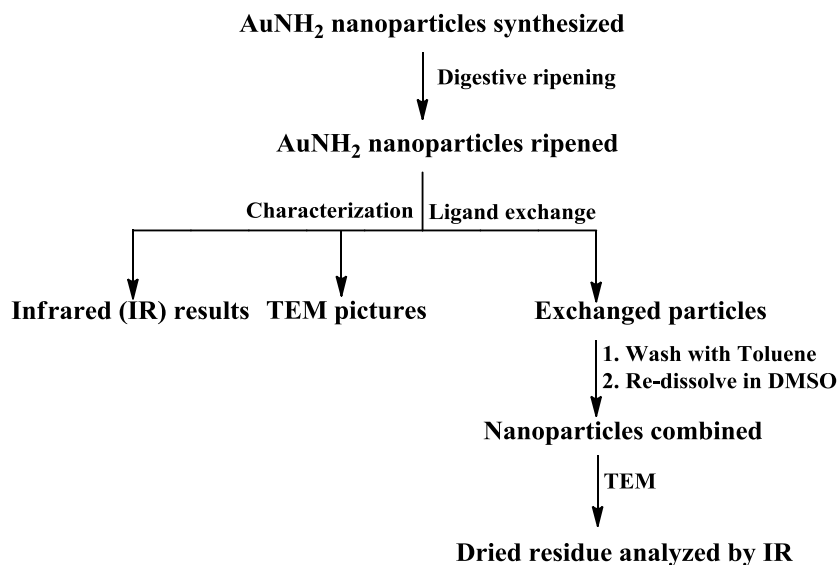 AuNH₂ nanoparticles synthesized
Digestive ripening
AuNH₂ nanoparticles ripened
Characterization
Ligand exchange
Infrared (IR) results
TEM pictures
Exchanged particles
1. Wash with Toluene
2. Re-dissolve in DMSO
Nanoparticles combined
TEM
Dried residue analyzed by IR